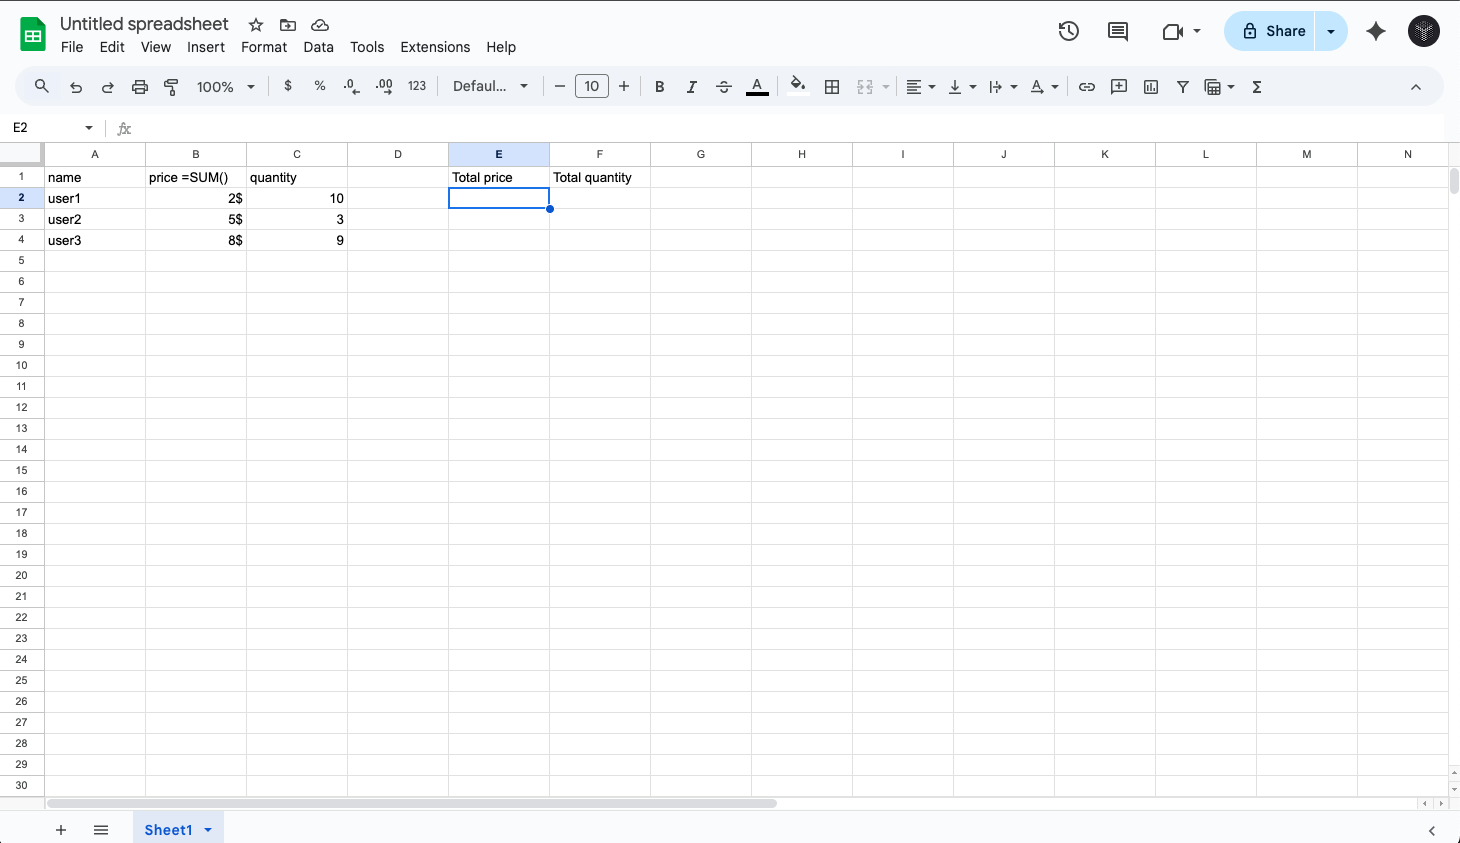 Untitled spreadsheet
File Edit View Insert Format Data Tools Extensions Help
Share
100% $ % .0 .00 123 Defaul... − 10 + B I S A A Σ
E2 fx
A B C D E F G H I J K L M N
1 name price =SUM() quantity Total price Total quantity
2 user1 2$ 10
3 user2 5$ 3
4 user3 8$ 9
5
6
7
8
9
10
11
12
13
14
15
16
17
18
19
20
21
22
23
24
25
26
27
28
29
30
+ Sheet1